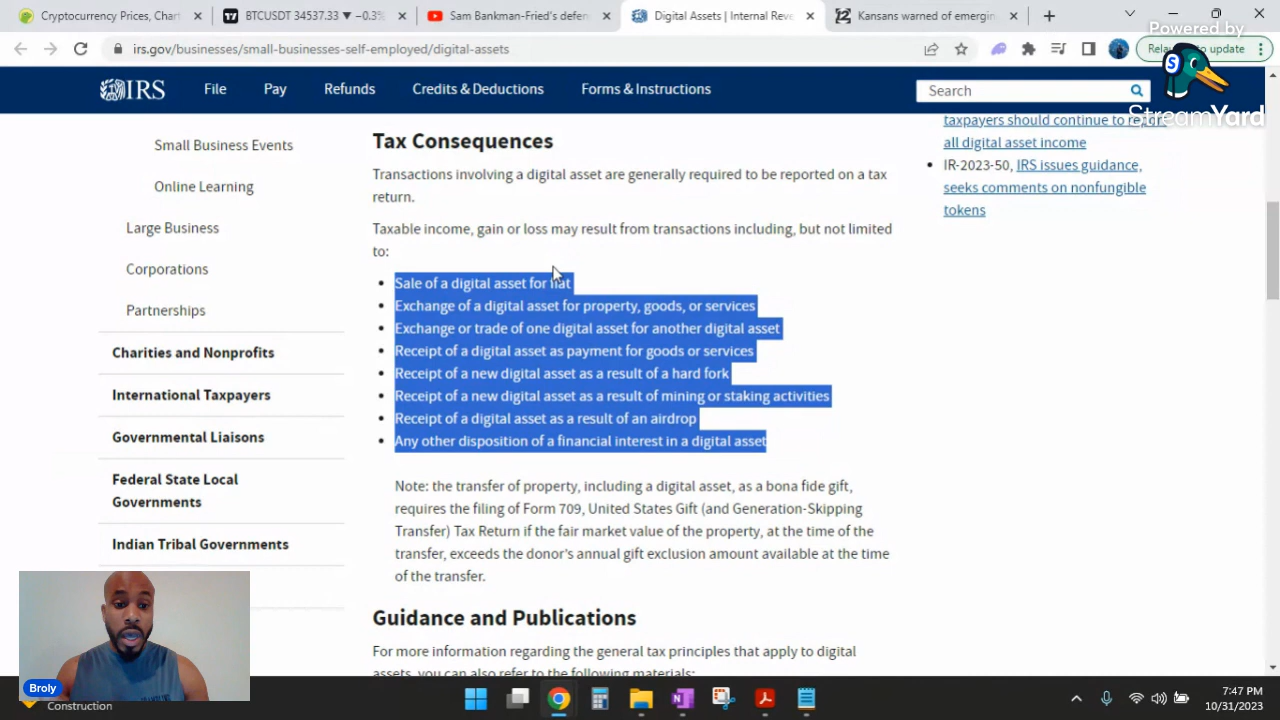 Cryptocurrency Prices, Chart
BTCUSDT 34537.33 ▼ −0.3%
Sam Bankman-Fried's defen
Digital Assets | Internal Reve
Kansans warned of emergin
Powered by
irs.gov/businesses/small-businesses-self-employed/digital-assets
to update
S
StreamYard
IRS
File
Pay
Refunds
Credits & Deductions
Forms & Instructions
Search
Small Business Events
Online Learning
Large Business
Corporations
Partnerships
Charities and Nonprofits
International Taxpayers
Governmental Liaisons
Federal State Local
Governments
Indian Tribal Governments
Tax Consequences
Transactions involving a digital asset are generally required to be reported on a tax
return.
Taxable income, gain or loss may result from transactions including, but not limited
to:
• Sale of a digital asset for fiat
• Exchange of a digital asset for property, goods, or services
• Exchange or trade of one digital asset for another digital asset
• Receipt of a digital asset as payment for goods or services
• Receipt of a new digital asset as a result of a hard fork
• Receipt of a new digital asset as a result of mining or staking activities
• Receipt of a digital asset as a result of an airdrop
• Any other disposition of a financial interest in a digital asset
Note: the transfer of property, including a digital asset, as a bona fide gift,
requires the filing of Form 709, United States Gift (and Generation-Skipping
Transfer) Tax Return if the fair market value of the property, at the time of the
transfer, exceeds the donor's annual gift exclusion amount available at the time
of the transfer.
Guidance and Publications
For more information regarding the general tax principles that apply to digital
assets, you can also refer to the following materials:
taxpayers should continue to report
all digital asset income
• IR-2023-50, IRS issues guidance,
seeks comments on nonfungible
tokens
Broly
Construction
7:47 PM
10/31/2023